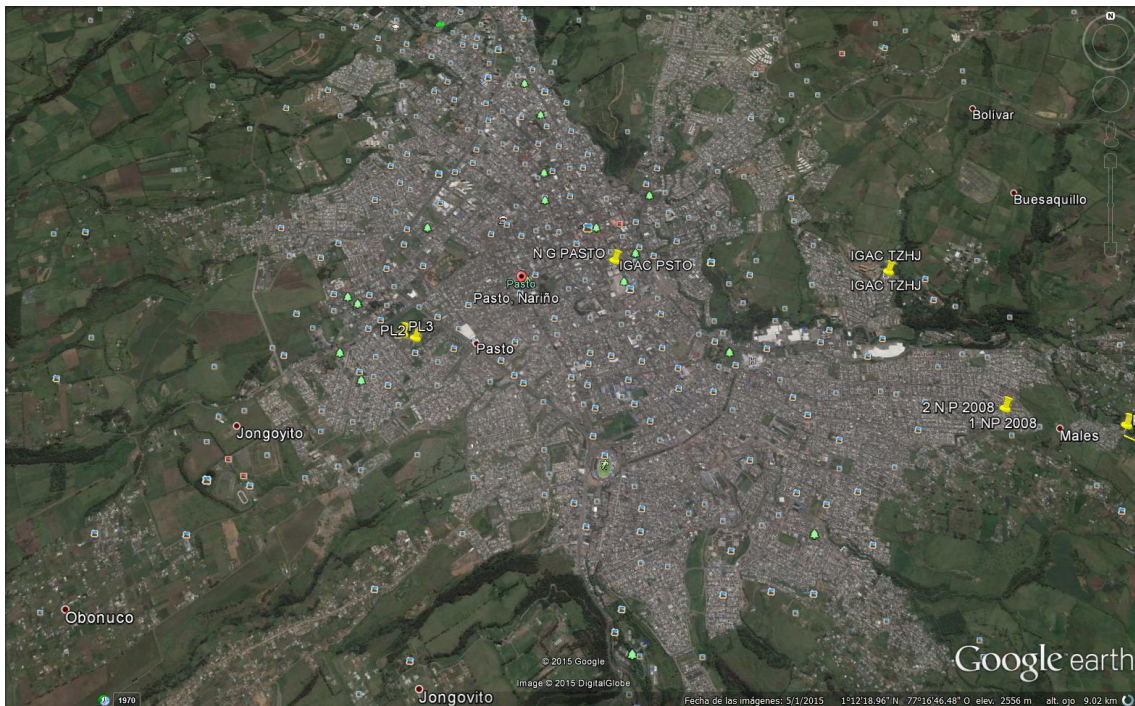 N
Bolívar
Buesaquillo
N G PASTO
IGAC PSTO
IGAC TZHJ
IGAC TZHJ
Pasto
Pasto, Nariño
PL2
PL3
Pasto
2 N P 2008
1 NP 2008
Jongoyito
Males
Obonuco
Jongovito
© 2015 Google
Image © 2015 DigitalGlobe
Google earth
1970
Fecha de las imágenes: 5/1/2015 1°12'18.96" N 77°16'46.48" O elev. 2556 m alt. ojo 9.02 km